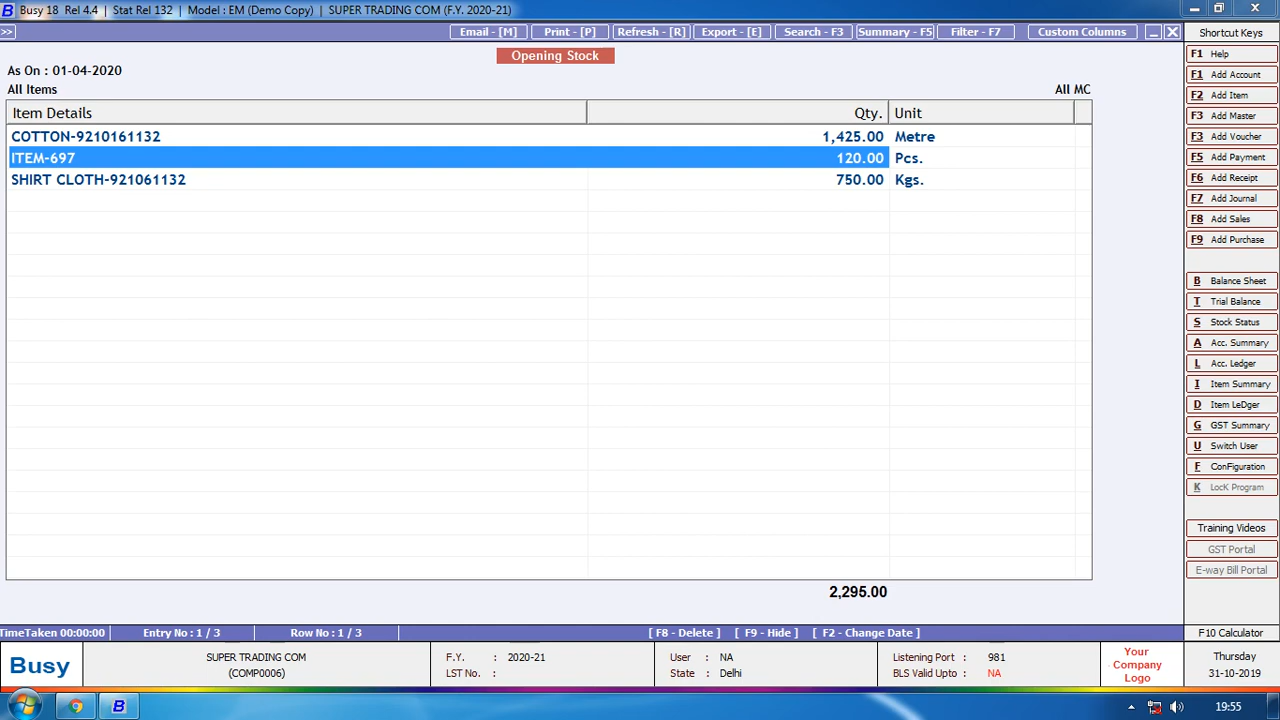 Busy 18 Rel 4.4 | Stat Rel 132 | Model : EM (Demo Copy) | SUPER TRADING COM (F.Y. 2020-21)
>> Email - [M] Print - [P] Refresh - [R] Export - [E] Search - F3 Summary - F5 Filter - F7 Custom Columns Shortcut Keys
Opening Stock
As On : 01-04-2020
All Items All MC
Item Details Qty. Unit
COTTON-9210161132 1,425.00 Metre
ITEM-697 120.00 Pcs.
SHIRT CLOTH-921061132 750.00 Kgs.
2,295.00
F1 Help
F1 Add Account
F2 Add Item
F3 Add Master
F3 Add Voucher
F5 Add Payment
F6 Add Receipt
F7 Add Journal
F8 Add Sales
F9 Add Purchase
B Balance Sheet
T Trial Balance
S Stock Status
A Acc. Summary
L Acc. Ledger
I Item Summary
D Item LeDger
G GST Summary
U Switch User
F ConFiguration
K LocK Program
Training Videos
GST Portal
E-way Bill Portal
TimeTaken 00:00:00 Entry No : 1 / 3 Row No : 1 / 3 [ F8 - Delete ] [ F9 - Hide ] [ F2 - Change Date ] F10 Calculator
Busy
SUPER TRADING COM
(COMP0006)
F.Y. : 2020-21
LST No. :
User : NA
State : Delhi
Listening Port : 981
BLS Valid Upto : NA
Your
Company
Logo
Thursday
31-10-2019
19:55